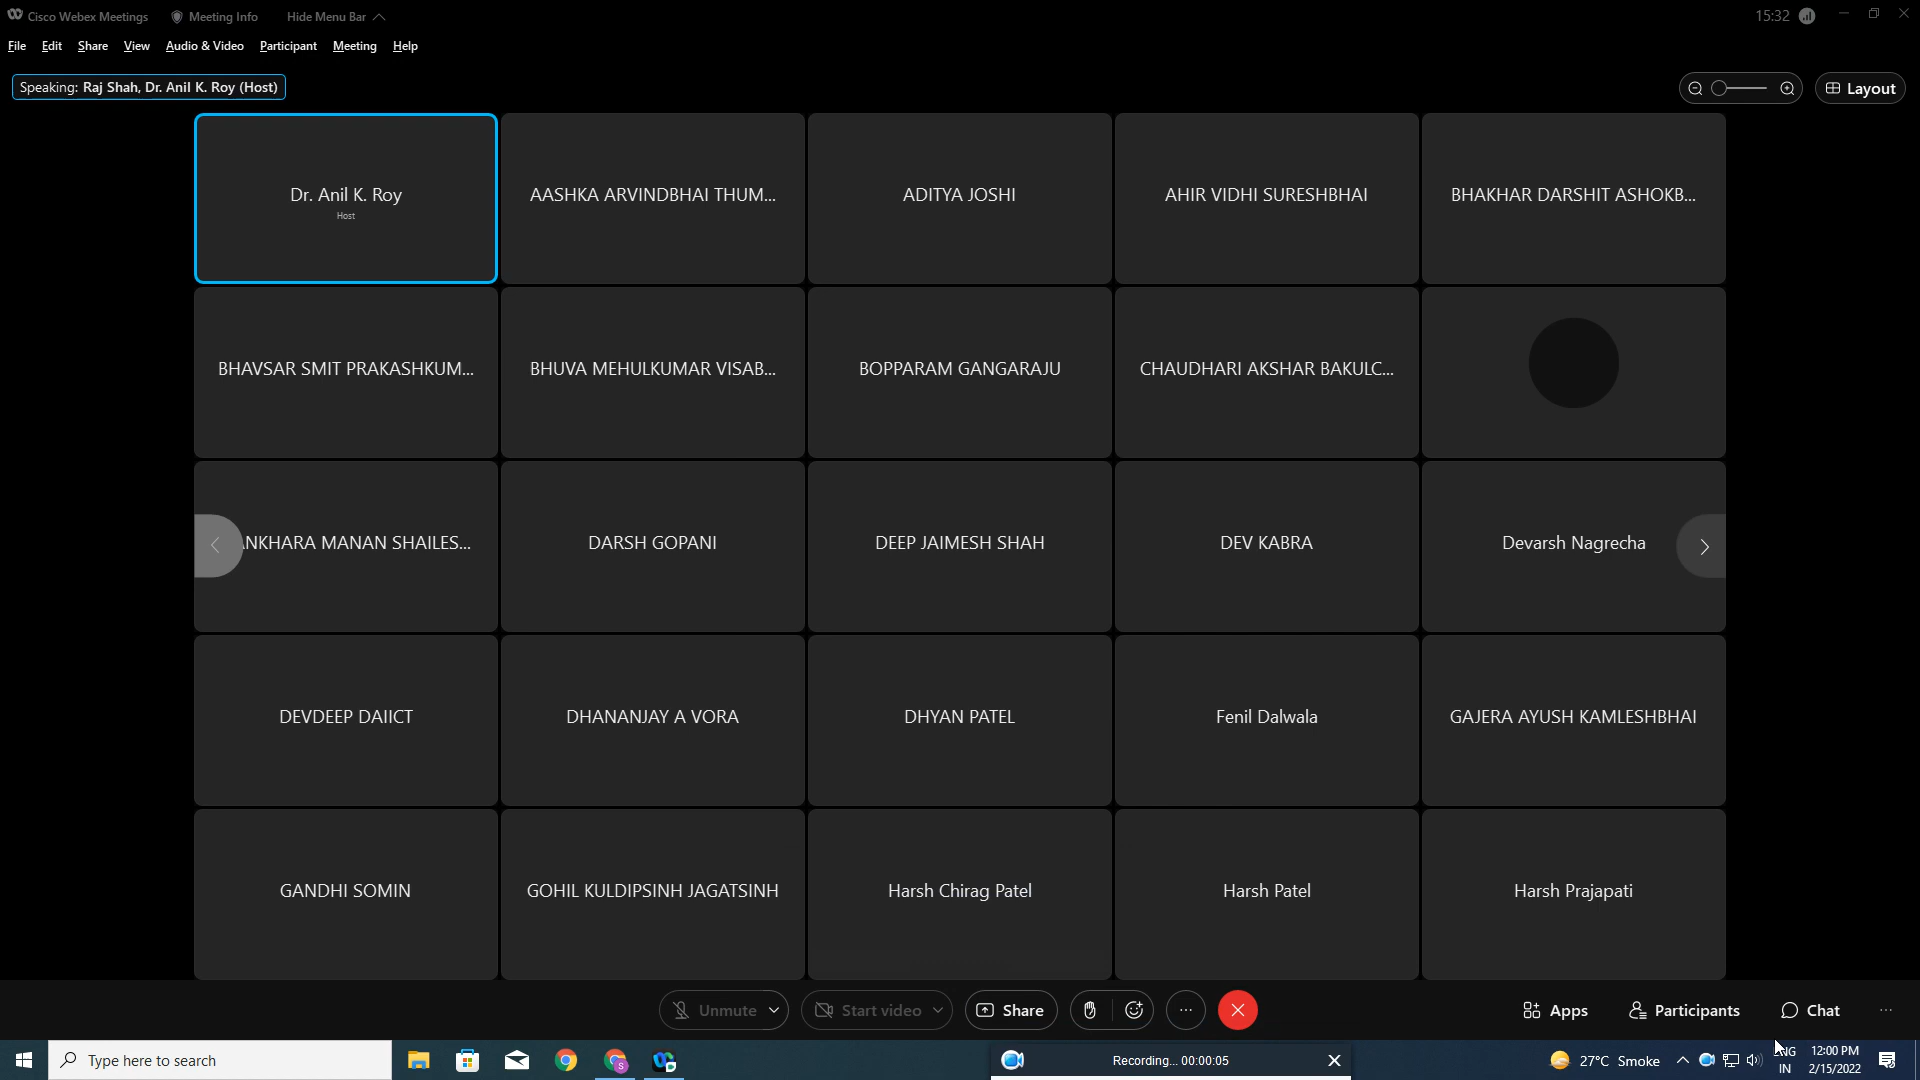 Cisco Webex Meetings Meeting Info Hide Menu Bar 15:32
File Edit Share View Audio & Video Participant Meeting Help
Speaking: Raj Shah, Dr. Anil K. Roy (Host) Layout
Dr. Anil K. Roy
Host
AASHKA ARVINDBHAI THUM...
ADITYA JOSHI
AHIR VIDHI SURESHBHAI
BHAKHAR DARSHIT ASHOKB...
BHAVSAR SMIT PRAKASHKUM...
BHUVA MEHULKUMAR VISAB...
BOPPARAM GANGARAJU
CHAUDHARI AKSHAR BAKULC...
NKHARA MANAN SHAILES...
DARSH GOPANI
DEEP JAIMESH SHAH
DEV KABRA
Devarsh Nagrecha
DEVDEEP DAIICT
DHANANJAY A VORA
DHYAN PATEL
Fenil Dalwala
GAJERA AYUSH KAMLESHBHAI
GANDHI SOMIN
GOHIL KULDIPSINH JAGATSINH
Harsh Chirag Patel
Harsh Patel
Harsh Prajapati
Unmute Start video Share Apps Participants Chat
Type here to search
Recording... 00:00:05
27°C Smoke
IN
12:00 PM
2/15/2022